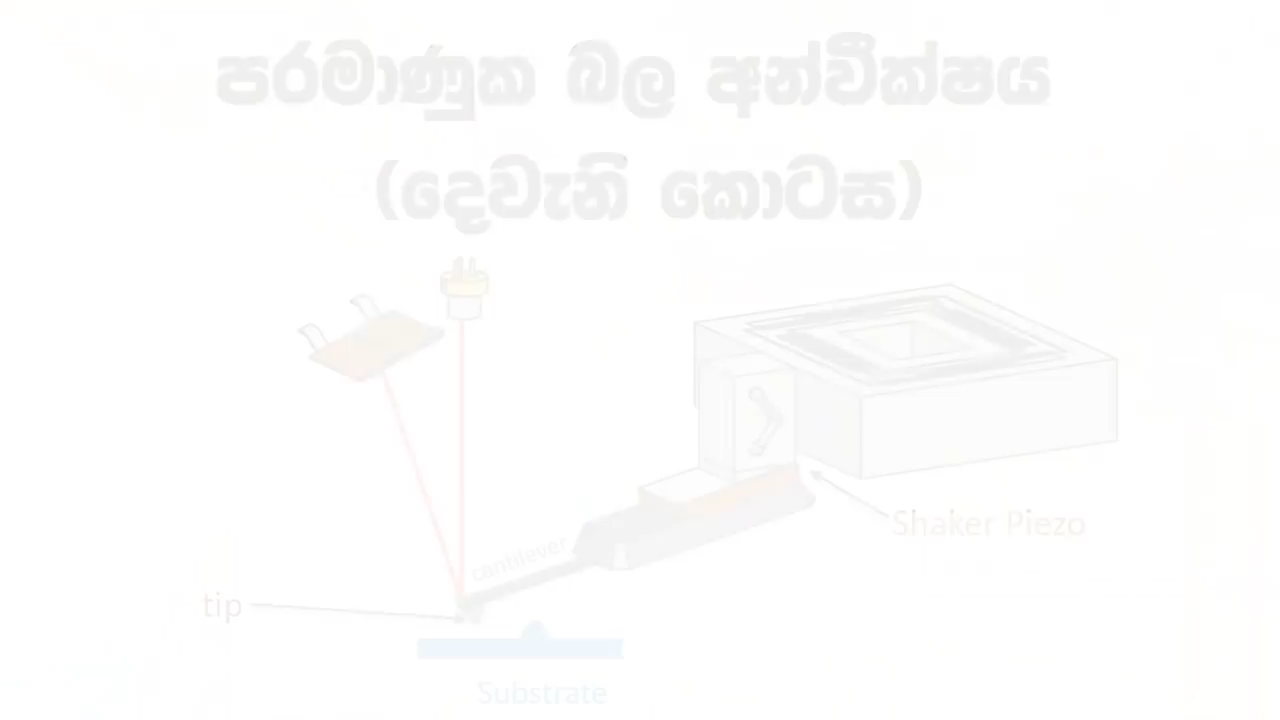 පරමාණුක බල අන්වීක්ෂය
(දෙවැනි කොටස)
Shaker Piezo
cantilever
tip
Substrate